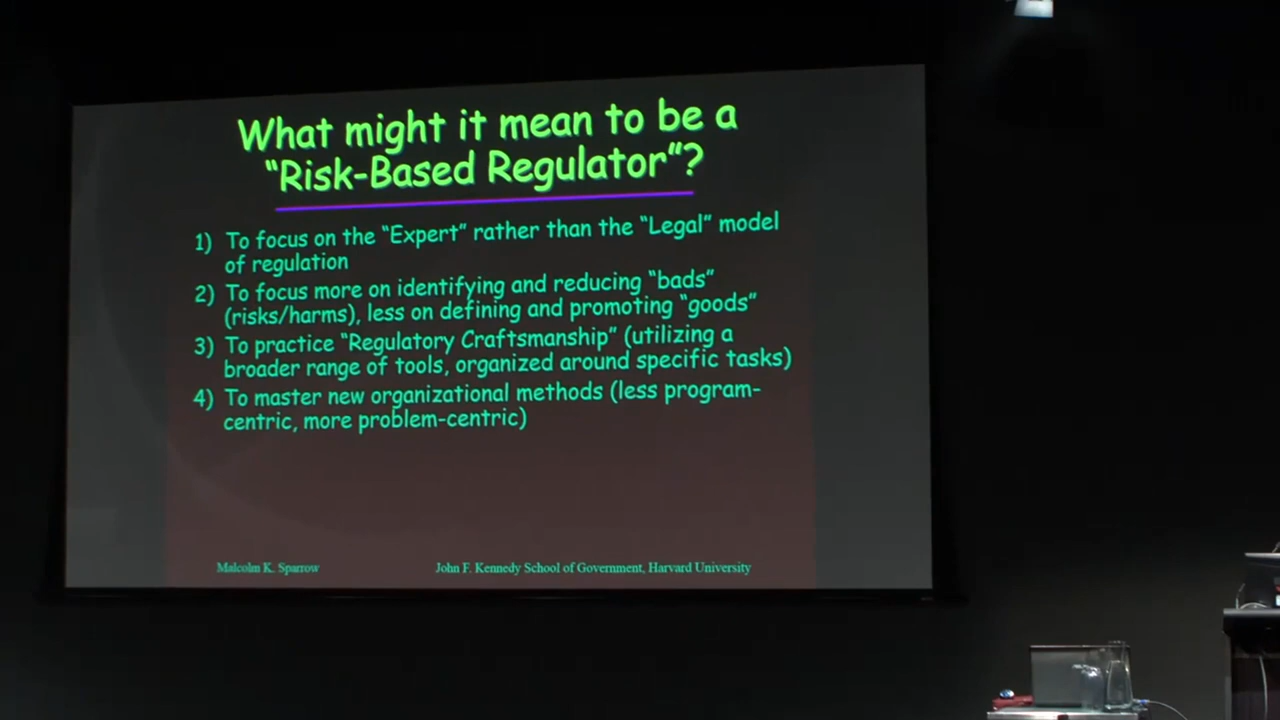 What might it mean to be a
“Risk-Based Regulator”?
1) To focus on the “Expert” rather than the “Legal” model
of regulation
2) To focus more on identifying and reducing “bads”
(risks/harms), less on defining and promoting “goods”
3) To practice “Regulatory Craftsmanship” (utilizing a
broader range of tools, organized around specific tasks)
4) To master new organizational methods (less program-
centric, more problem-centric)
Malcolm K. Sparrow John F. Kennedy School of Government, Harvard University